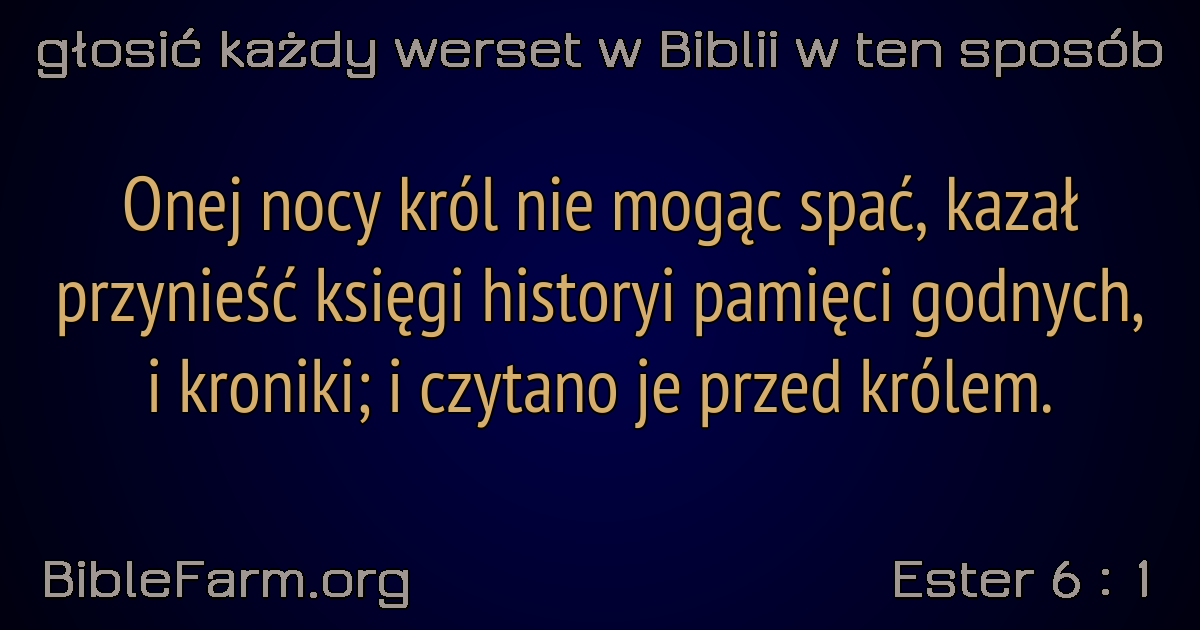 głosić każdy werset w Biblii w ten sposób
Onej nocy król nie mogąc spać, kazał
przynieść księgi historyi pamięci godnych,
i kroniki; i czytano je przed królem.
BibleFarm.org
Ester 6 : 1